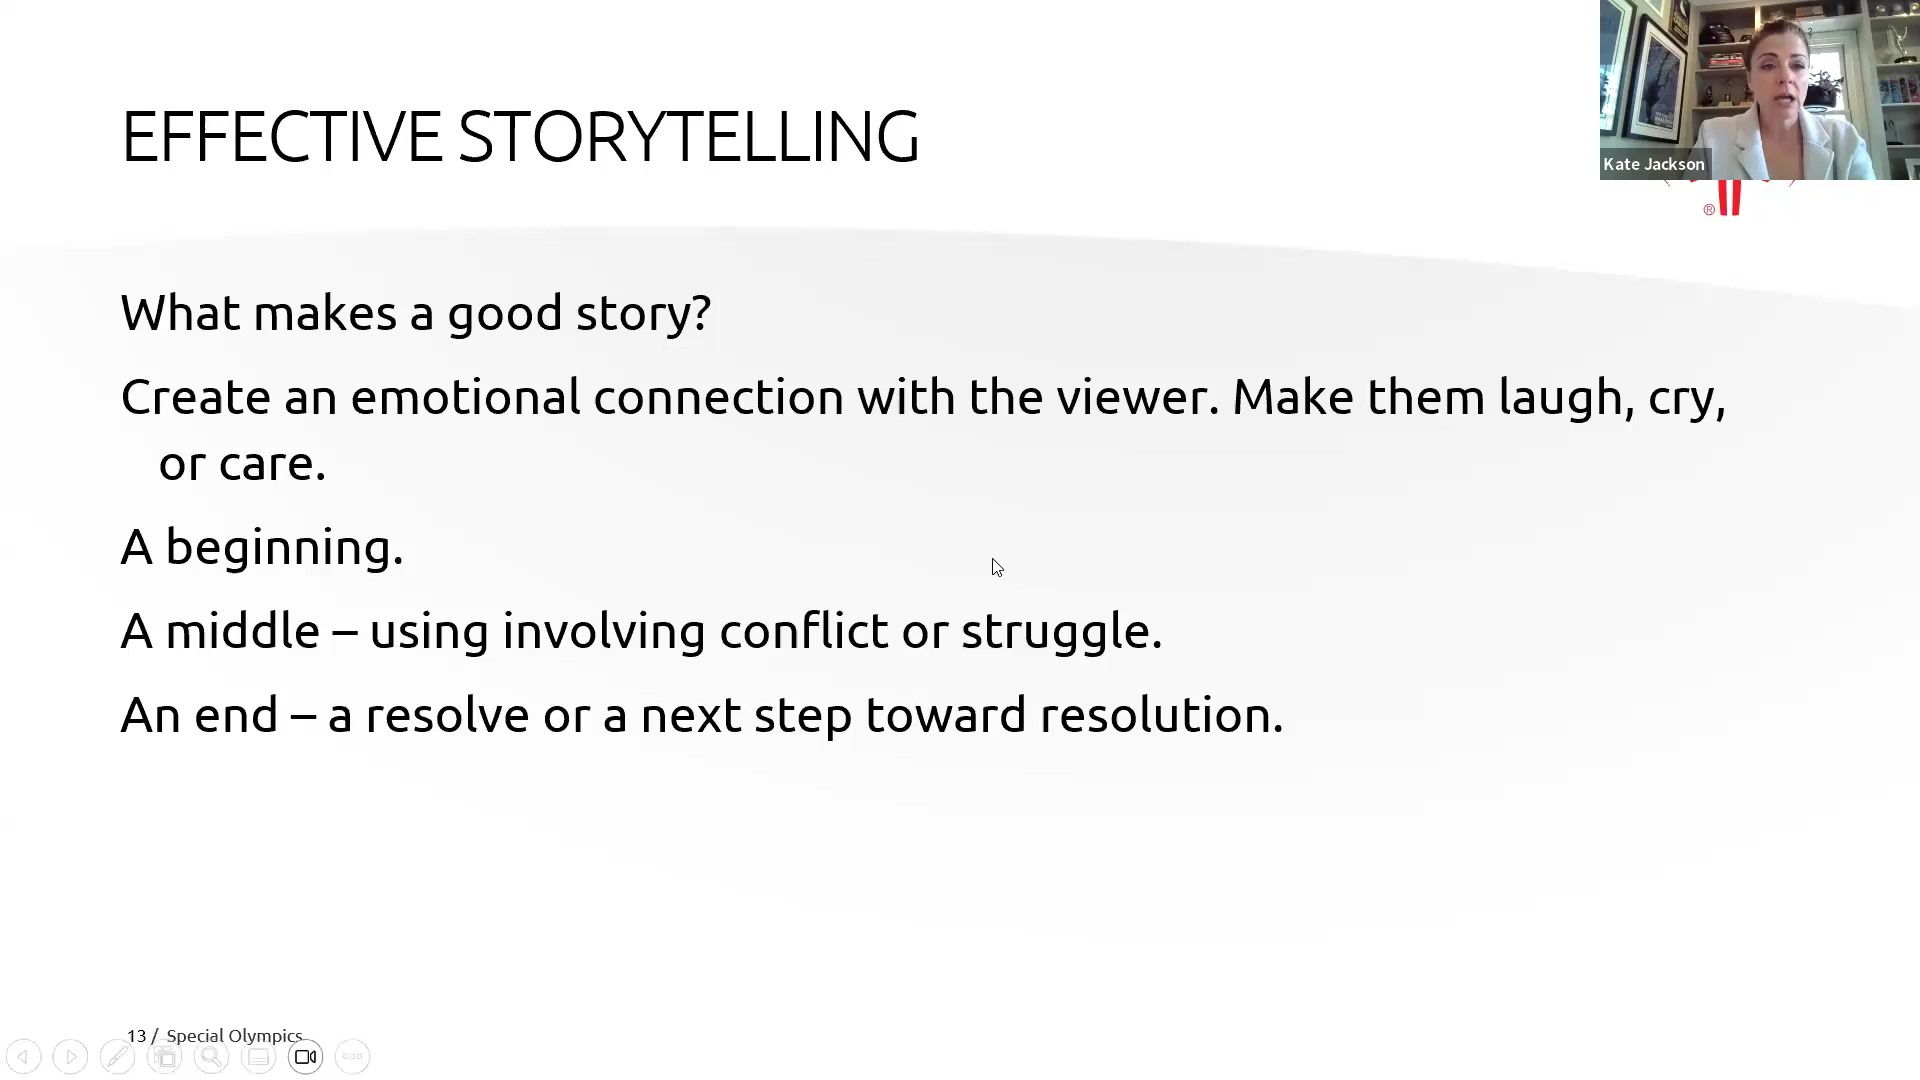 EFFECTIVE STORYTELLING
Kate Jackson
®
What makes a good story?
Create an emotional connection with the viewer. Make them laugh, cry,
or care.
A beginning.
A middle – using involving conflict or struggle.
An end – a resolve or a next step toward resolution.
13 / Special Olympics